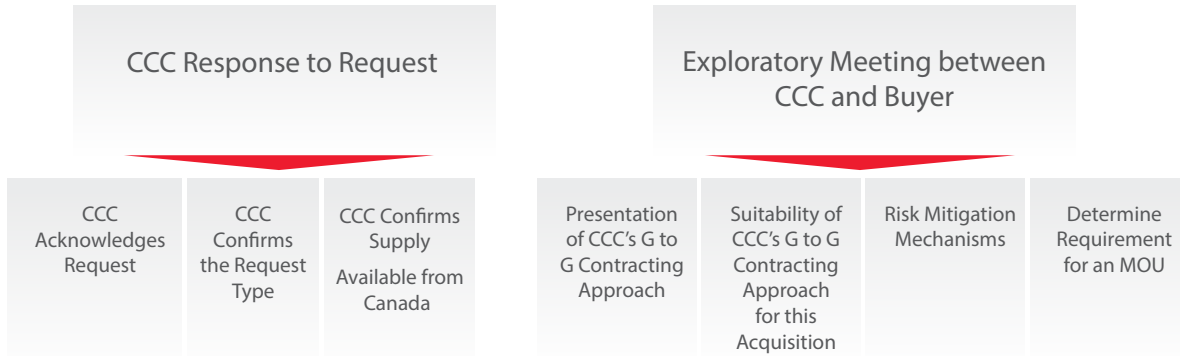 CCC Response to Request
Exploratory Meeting between
CCC and Buyer
CCC
Acknowledges
Request
CCC
Confirms
the Request
Type
CCC Confirms
Supply
Available from
Canada
Presentation
of CCC's G to
G Contracting
Approach
Suitability of
CCC's G to G
Contracting
Approach
for this
Acquisition
Risk Mitigation
Mechanisms
Determine
Requirement
for an MOU